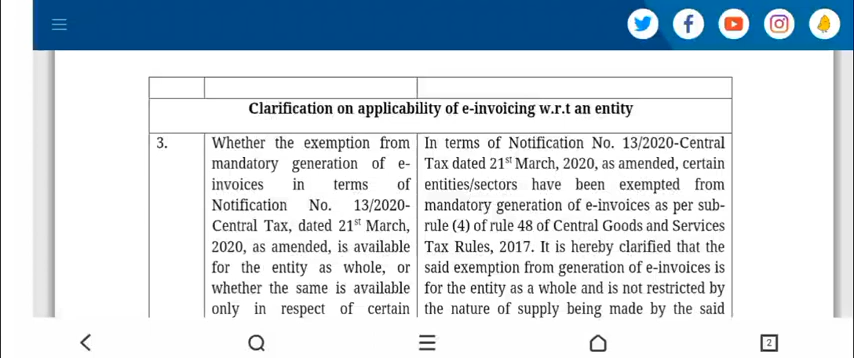 Clarification on applicability of e-invoicing w.r.t an entity
3.
Whether the exemption from
mandatory generation of e-
invoices in terms of
Notification No. 13/2020-
Central Tax, dated 21st March,
2020, as amended, is available
for the entity as whole, or
whether the same is available
only in respect of certain
In terms of Notification No. 13/2020-Central
Tax dated 21st March, 2020, as amended, certain
entities/sectors have been exempted from
mandatory generation of e-invoices as per sub-
rule (4) of rule 48 of Central Goods and Services
Tax Rules, 2017. It is hereby clarified that the
said exemption from generation of e-invoices is
for the entity as a whole and is not restricted by
the nature of supply being made by the said
2